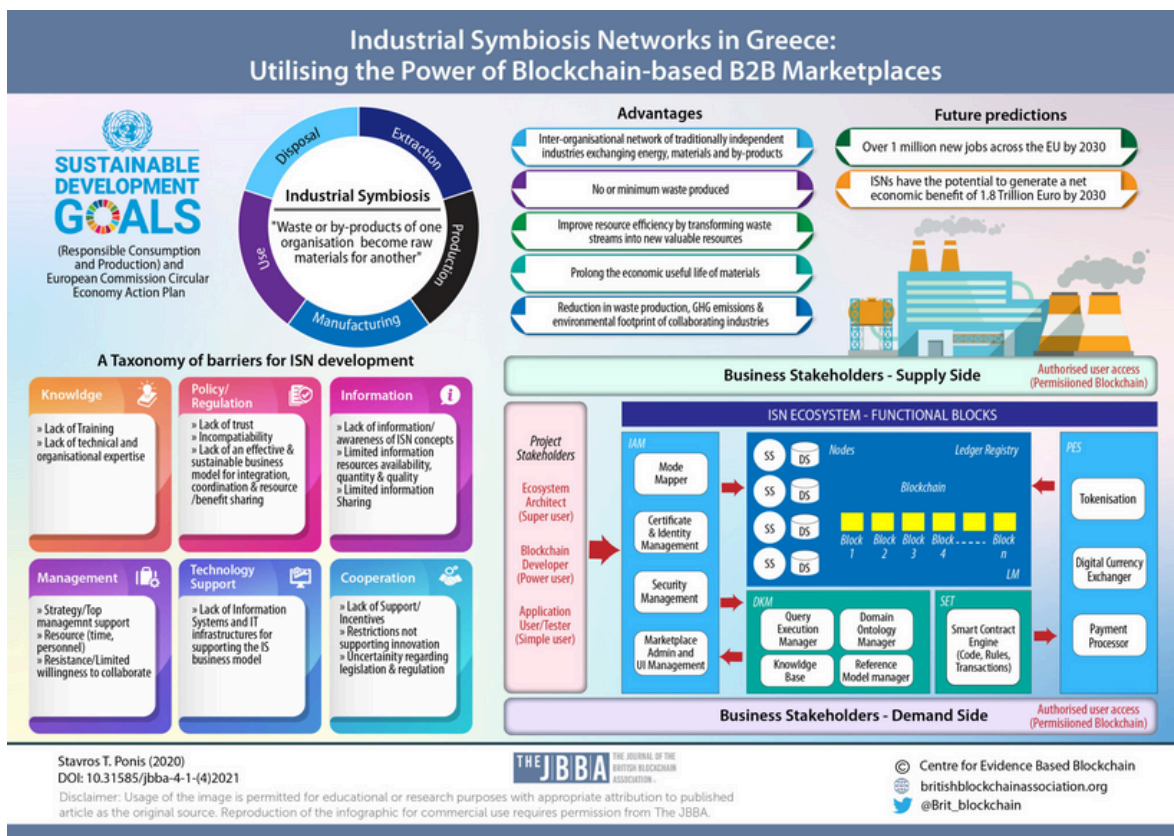 Industrial Symbiosis Networks in Greece:
Utilising the Power of Blockchain-based B2B Marketplaces
SUSTAINABLE
DEVELOPMENT
GOALS
(Responsible Consumption
and Production) and
European Commission Circular
Economy Action Plan
Disposal
Extraction
Production
Manufacturing
Use
Industrial Symbiosis
"Waste or by-products of one
organisation become raw
materials for another"
Advantages
Inter-organisational network of traditionally independent
industries exchanging energy, materials and by-products
No or minimum waste produced
Improve resource efficiency by transforming waste
streams into new valuable resources
Prolong the economic useful life of materials
Reduction in waste production, GHG emissions &
environmental footprint of collaborating industries
Future predictions
Over 1 million new jobs across the EU by 2030
ISNs have the potential to generate a net
economic benefit of 1.8 Trillion Euro by 2030
A Taxonomy of barriers for ISN development
Knowldge
» Lack of Training
» Lack of technical and
organisational expertise
Policy/
Regulation
» Lack of trust
» Incompatiability
» Lack of an effective &
sustainable business
model for integration,
coordination & resource
/benefit sharing
Information
» Lack of information/
awareness of ISN concepts
» Limited information
resources availability,
quantity & quality
» Limited information
Sharing
Management
» Strategy/Top
managmnt support
» Resource (time,
personnel)
» Resistance/Limited
willingness to collaborate
Technology
Support
» Lack of Information
Systems and IT
infrastructures for
supporting the IS
business model
Cooperation
» Lack of Support/
Incentives
» Restrictions not
supporting innovation
» Uncertainity regarding
legislation & regulation
Business Stakeholders - Supply Side
Authorised user access
(Permisiioned Blockchain)
Project
Stakeholders
Ecosystem
Architect
(Super user)
Blockchain
Developer
(Power user)
Application
User/Tester
(Simple user)
ISN ECOSYSTEM - FUNCTIONAL BLOCKS
IAM
Mode
Mapper
Certificate
& Identity
Management
Security
Management
Marketplace
Admin and
UI Management
SS DS
SS DS
SS DS
SS DS
Nodes
Ledger Registry
Blockchain
Block 1
Block 2
Block 3
Block 4
-----
Block n
LM
DKM
Query
Execution
Manager
Domain
Ontology
Manager
Knowledge
Base
Reference
Model manager
SET
Smart Contract
Engine
(Code, Rules,
Transactions)
PES
Tokenisation
Digital Currency
Exchanger
Payment
Processor
Business Stakeholders - Demand Side
Authorised user access
(Permisiioned Blockchain)
Stavros T. Ponis (2020)
DOI: 10.31585/jbba-4-1-(4)2021
Disclaimer: Usage of the image is permitted for educational or research purposes with appropriate attribution to published
article as the original source. Reproduction of the infographic for commercial use requires permission from The JBBA.
THE JBBA
THE JOURNAL OF THE
BRITISH BLOCKCHAIN
ASSOCIATION
© Centre for Evidence Based Blockchain
britishblockchainassociation.org
@Brit_blockchain